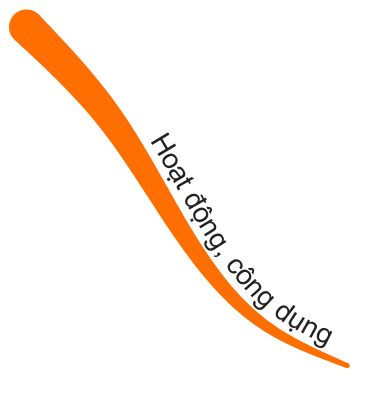 Hoạt động, công dụng